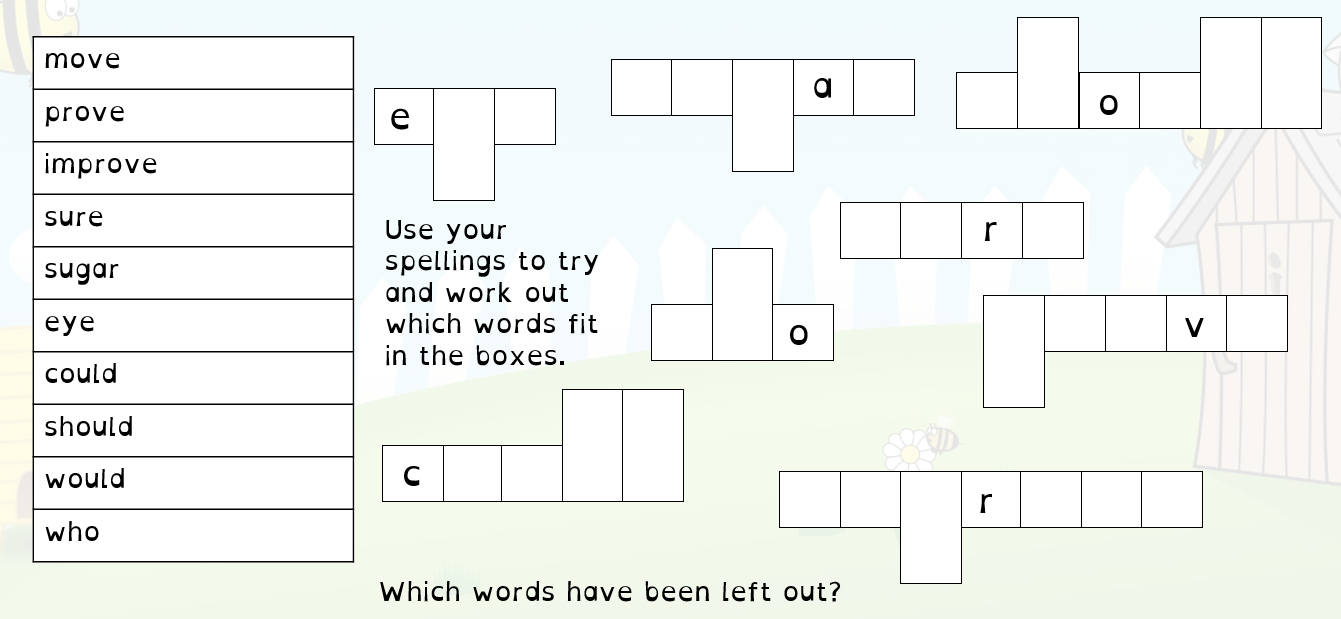 move
prove
improve
sure
sugar
eye
could
should
would
who
e
a
o
r
Use your
spellings to try
and work out
which words fit
in the boxes.
o
v
c
r
Which words have been left out?